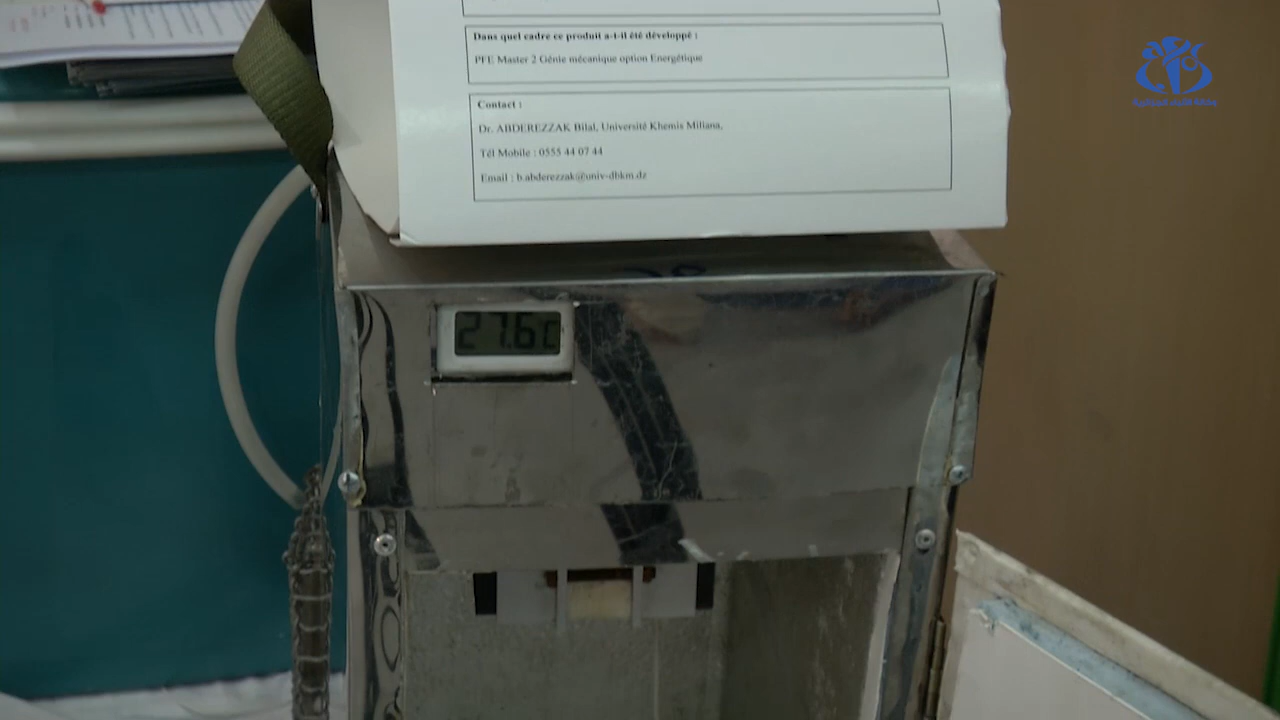 Dans quel cadre ce produit a-t-il été développé :
PFE Master 2 Génie mécanique option Energétique
Contact :
Dr. ABDEREZZAK Bilal, Université Khemis Miliana,
Tél Mobile : 0555 44 07 44
Email : b.abderezzak@univ-dbkm.dz
27.6c